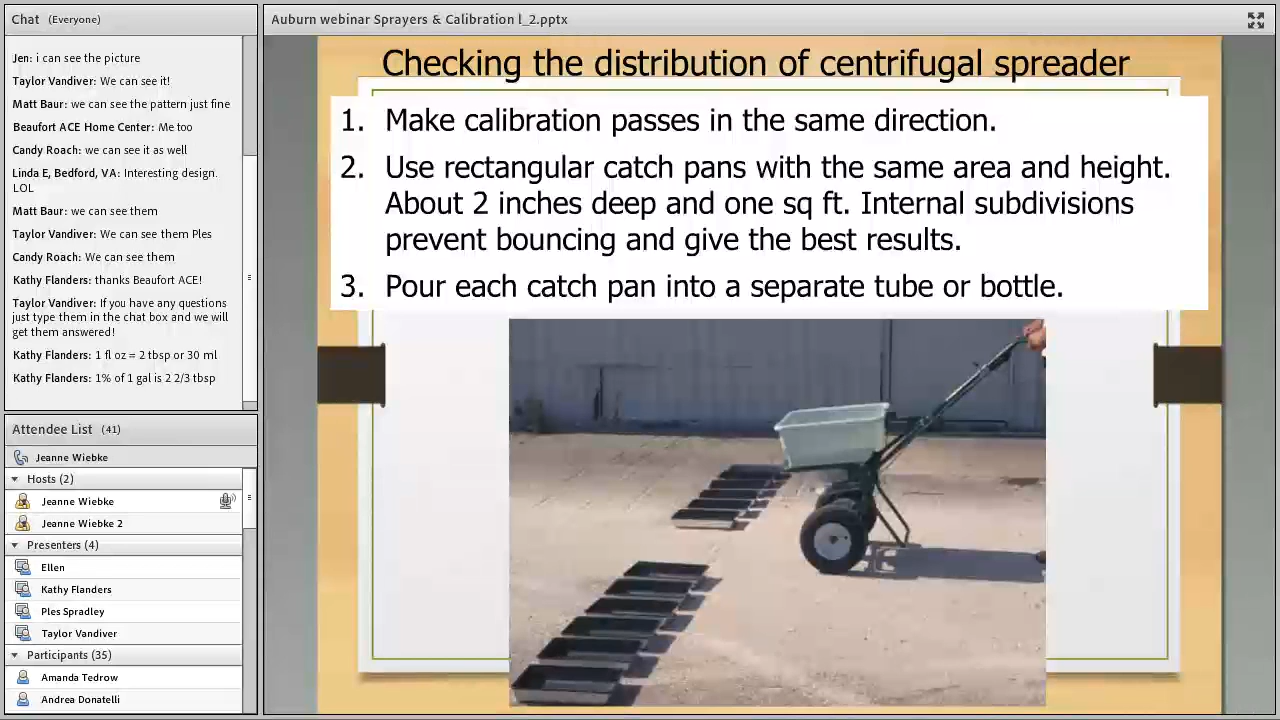 Chat (Everyone)
Jen: i can see the picture
Taylor Vandiver: We can see it!
Matt Baur: we can see the pattern just fine
Beaufort ACE Home Center: Me too
Candy Roach: we can see it as well
Linda E, Bedford, VA: Interesting design.
LOL
Matt Baur: we can see them
Taylor Vandiver: We can see them Ples
Candy Roach: We can see them
Kathy Flanders: thanks Beaufort ACE!
Taylor Vandiver: If you have any questions
just type them in the chat box and we will
get them answered!
Kathy Flanders: 1 fl oz = 2 tbsp or 30 ml
Kathy Flanders: 1% of 1 gal is 2 2/3 tbsp
Attendee List (41)
Jeanne Wiebke
Hosts (2)
Jeanne Wiebke
Jeanne Wiebke 2
Presenters (4)
Ellen
Kathy Flanders
Ples Spradley
Taylor Vandiver
Participants (35)
Amanda Tedrow
Andrea Donatelli
Auburn webinar Sprayers & Calibration l_2.pptx
Checking the distribution of centrifugal spreader
1. Make calibration passes in the same direction.
2. Use rectangular catch pans with the same area and height.
About 2 inches deep and one sq ft. Internal subdivisions
prevent bouncing and give the best results.
3. Pour each catch pan into a separate tube or bottle.